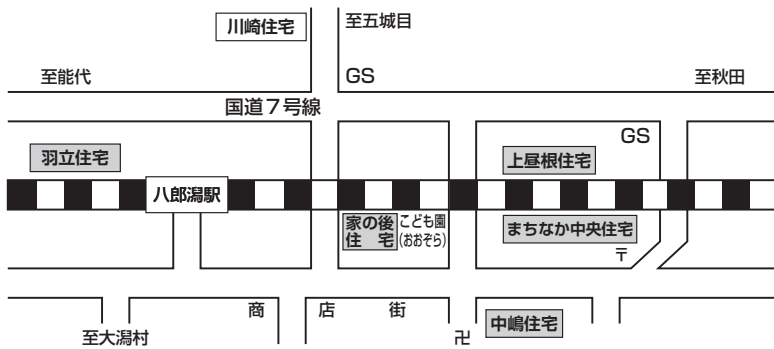 川崎住宅
至五城目
至能代
GS
至秋田
国道7号線
GS
羽立住宅
上昼根住宅
八郎潟駅
家の後
住　宅
こども園
(おおぞら)
まちなか中央住宅
〒
商　店　街
中嶋住宅
至大潟村
卍